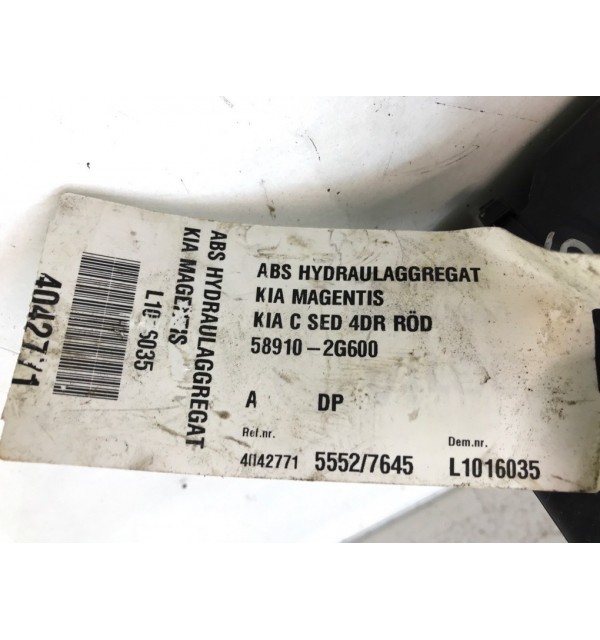 ABS HYDRAULAGGREGAT
KIA MAGENTIS
KIA C SED 4DR RÖD
58910-2G600
A DP
Ref.nr. Dem.nr.
4042771 5552/7645 L1016035
ABS HYDRAULAGGREGAT
KIA MAGENTIS